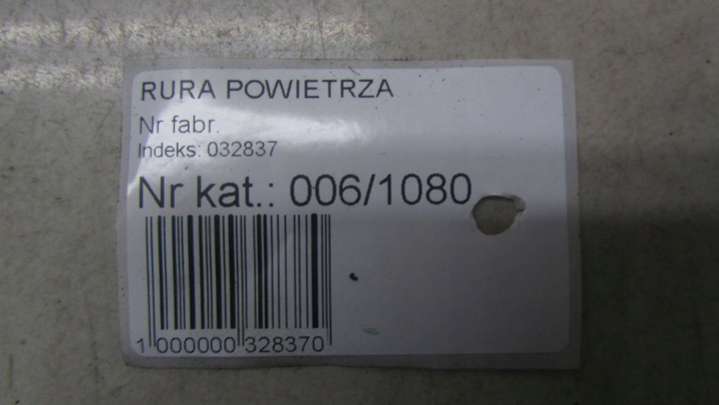 RURA POWIETRZA
Nr fabr.
Indeks: 032837
Nr kat.: 006/1080
1 000000 328370